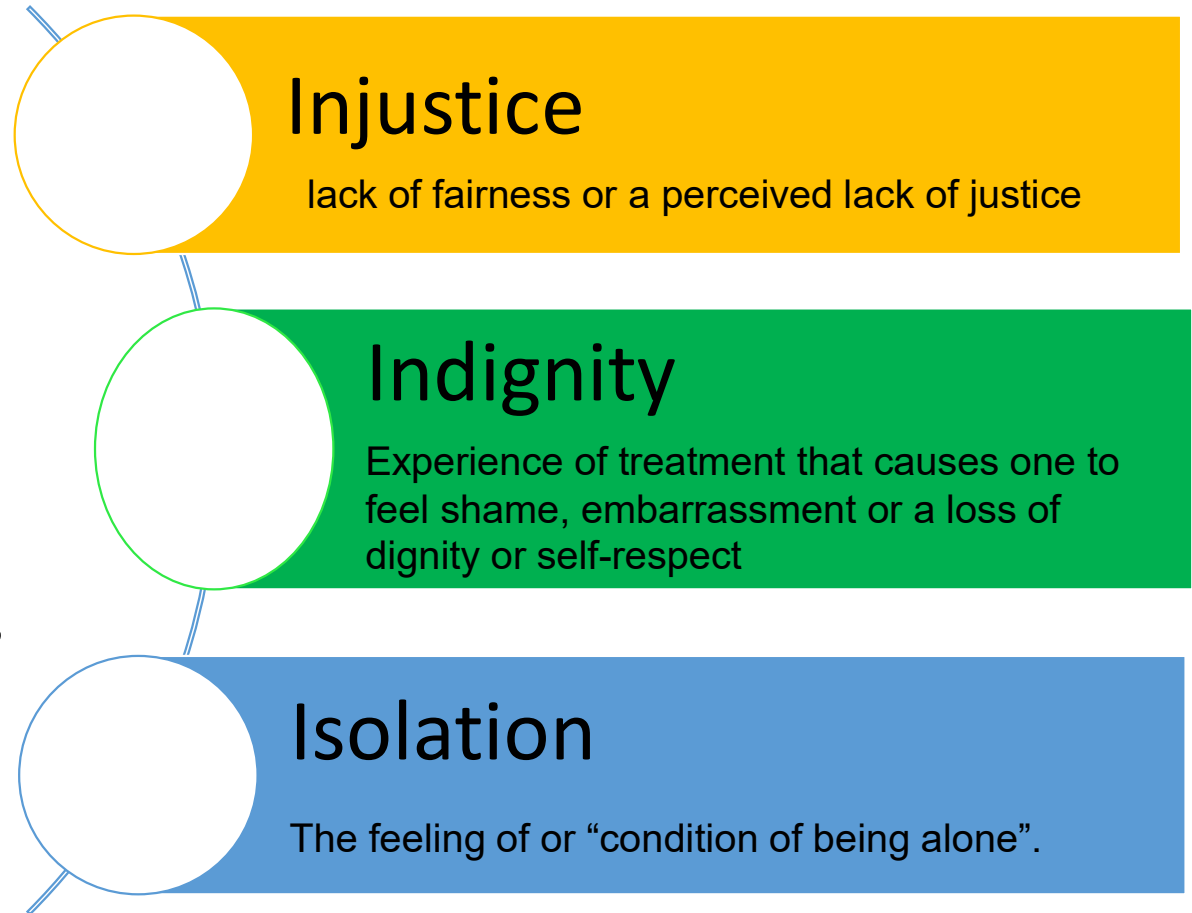 Injustice
lack of fairness or a perceived lack of justice
Indignity
Experience of treatment that causes one to
feel shame, embarrassment or a loss of
dignity or self-respect
Isolation
The feeling of or “condition of being alone”.